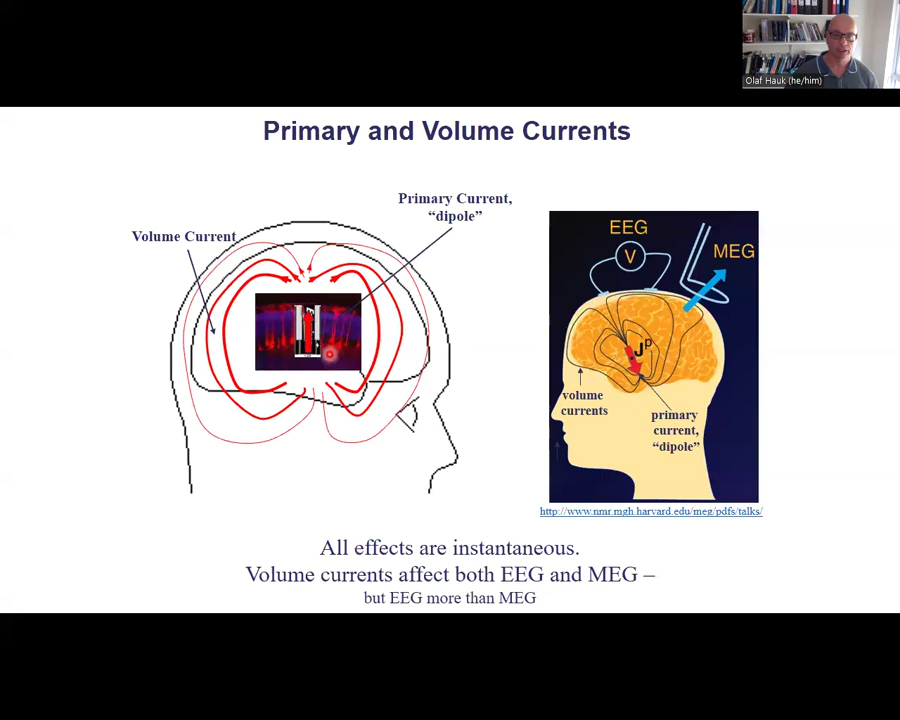 Olaf Hauk (he/him)
Primary and Volume Currents
Primary Current,
“dipole”
Volume Current
EEG
V
MEG
Jᵖ
volume
currents
primary
current,
“dipole”
http://www.nmr.mgh.harvard.edu/meg/pdfs/talks/
All effects are instantaneous.
Volume currents affect both EEG and MEG –
but EEG more than MEG